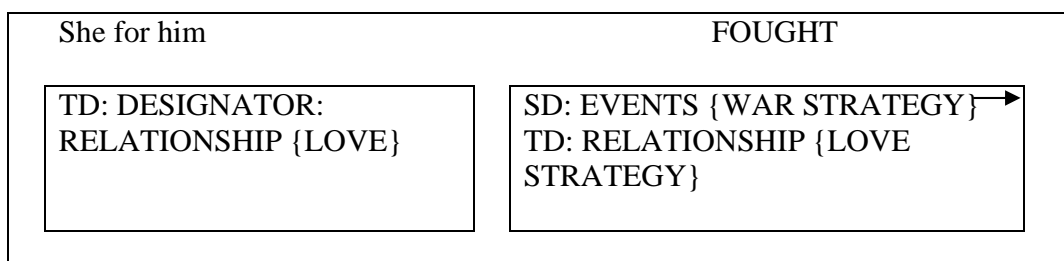 She for him FOUGHT
TD: DESIGNATOR:
RELATIONSHIP {LOVE}
SD: EVENTS {WAR STRATEGY}
TD: RELATIONSHIP {LOVE
STRATEGY}